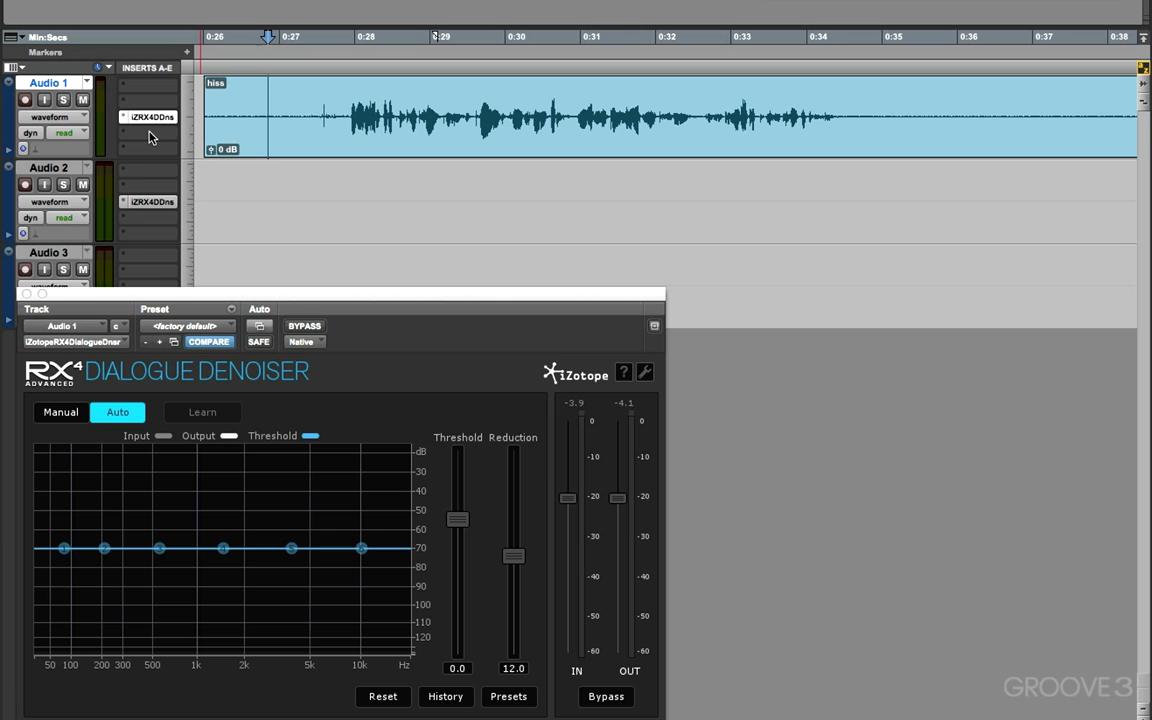 Min:Secs 0:26 0:27 0:28 0:29 0:30 0:31 0:32 0:33 0:34 0:35 0:36 0:37 0:38
Markers +
INSERTS A-E
Audio 1
I S M
waveform
dyn read
iZRX4DDns
hiss
0 dB
Audio 2
I S M
waveform
dyn read
iZRX4DDns
Audio 3
I S M
Track Preset Auto
Audio 1 c <factory default> BYPASS
iZotopeRX4DialogueDnsr - + COMPARE SAFE Native
RX4 ADVANCED DIALOGUE DENOISER iZotope ?
Manual Auto Learn
Input Output Threshold
Threshold Reduction
dB
-30
-40
-50
-60
-70
-80
-90
-100
-110
-120
1 2 3 4 5 6
50 100 200 300 500 1k 2k 5k 10k Hz
0.0 12.0
-3.9 -4.1
0 0
-10 -10
-20 -20
-30 -30
-40 -40
-50 -50
-60 -60
IN OUT
Reset History Presets Bypass
GROOVE3